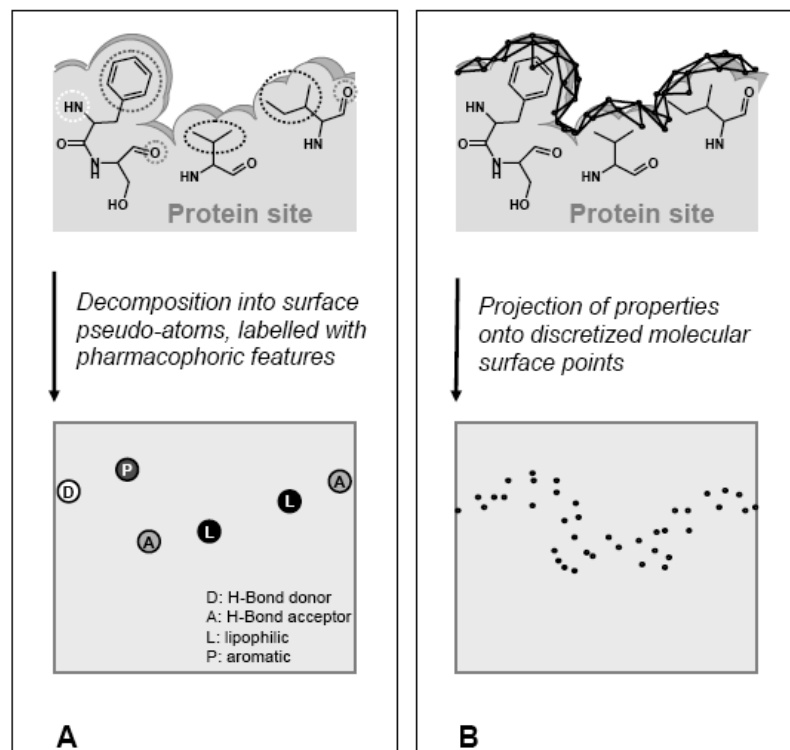 HN
O
N
H
HO
O
HN
O
HN
O
Protein site
Decomposition into surface
pseudo-atoms, labelled with
pharmacophoric features
D
P
A
L
L
A
D: H-Bond donor
A: H-Bond acceptor
L: lipophilic
P: aromatic
A
HN
O
N
H
HO
O
HN
O
HN
O
Protein site
Projection of properties
onto discretized molecular
surface points
B